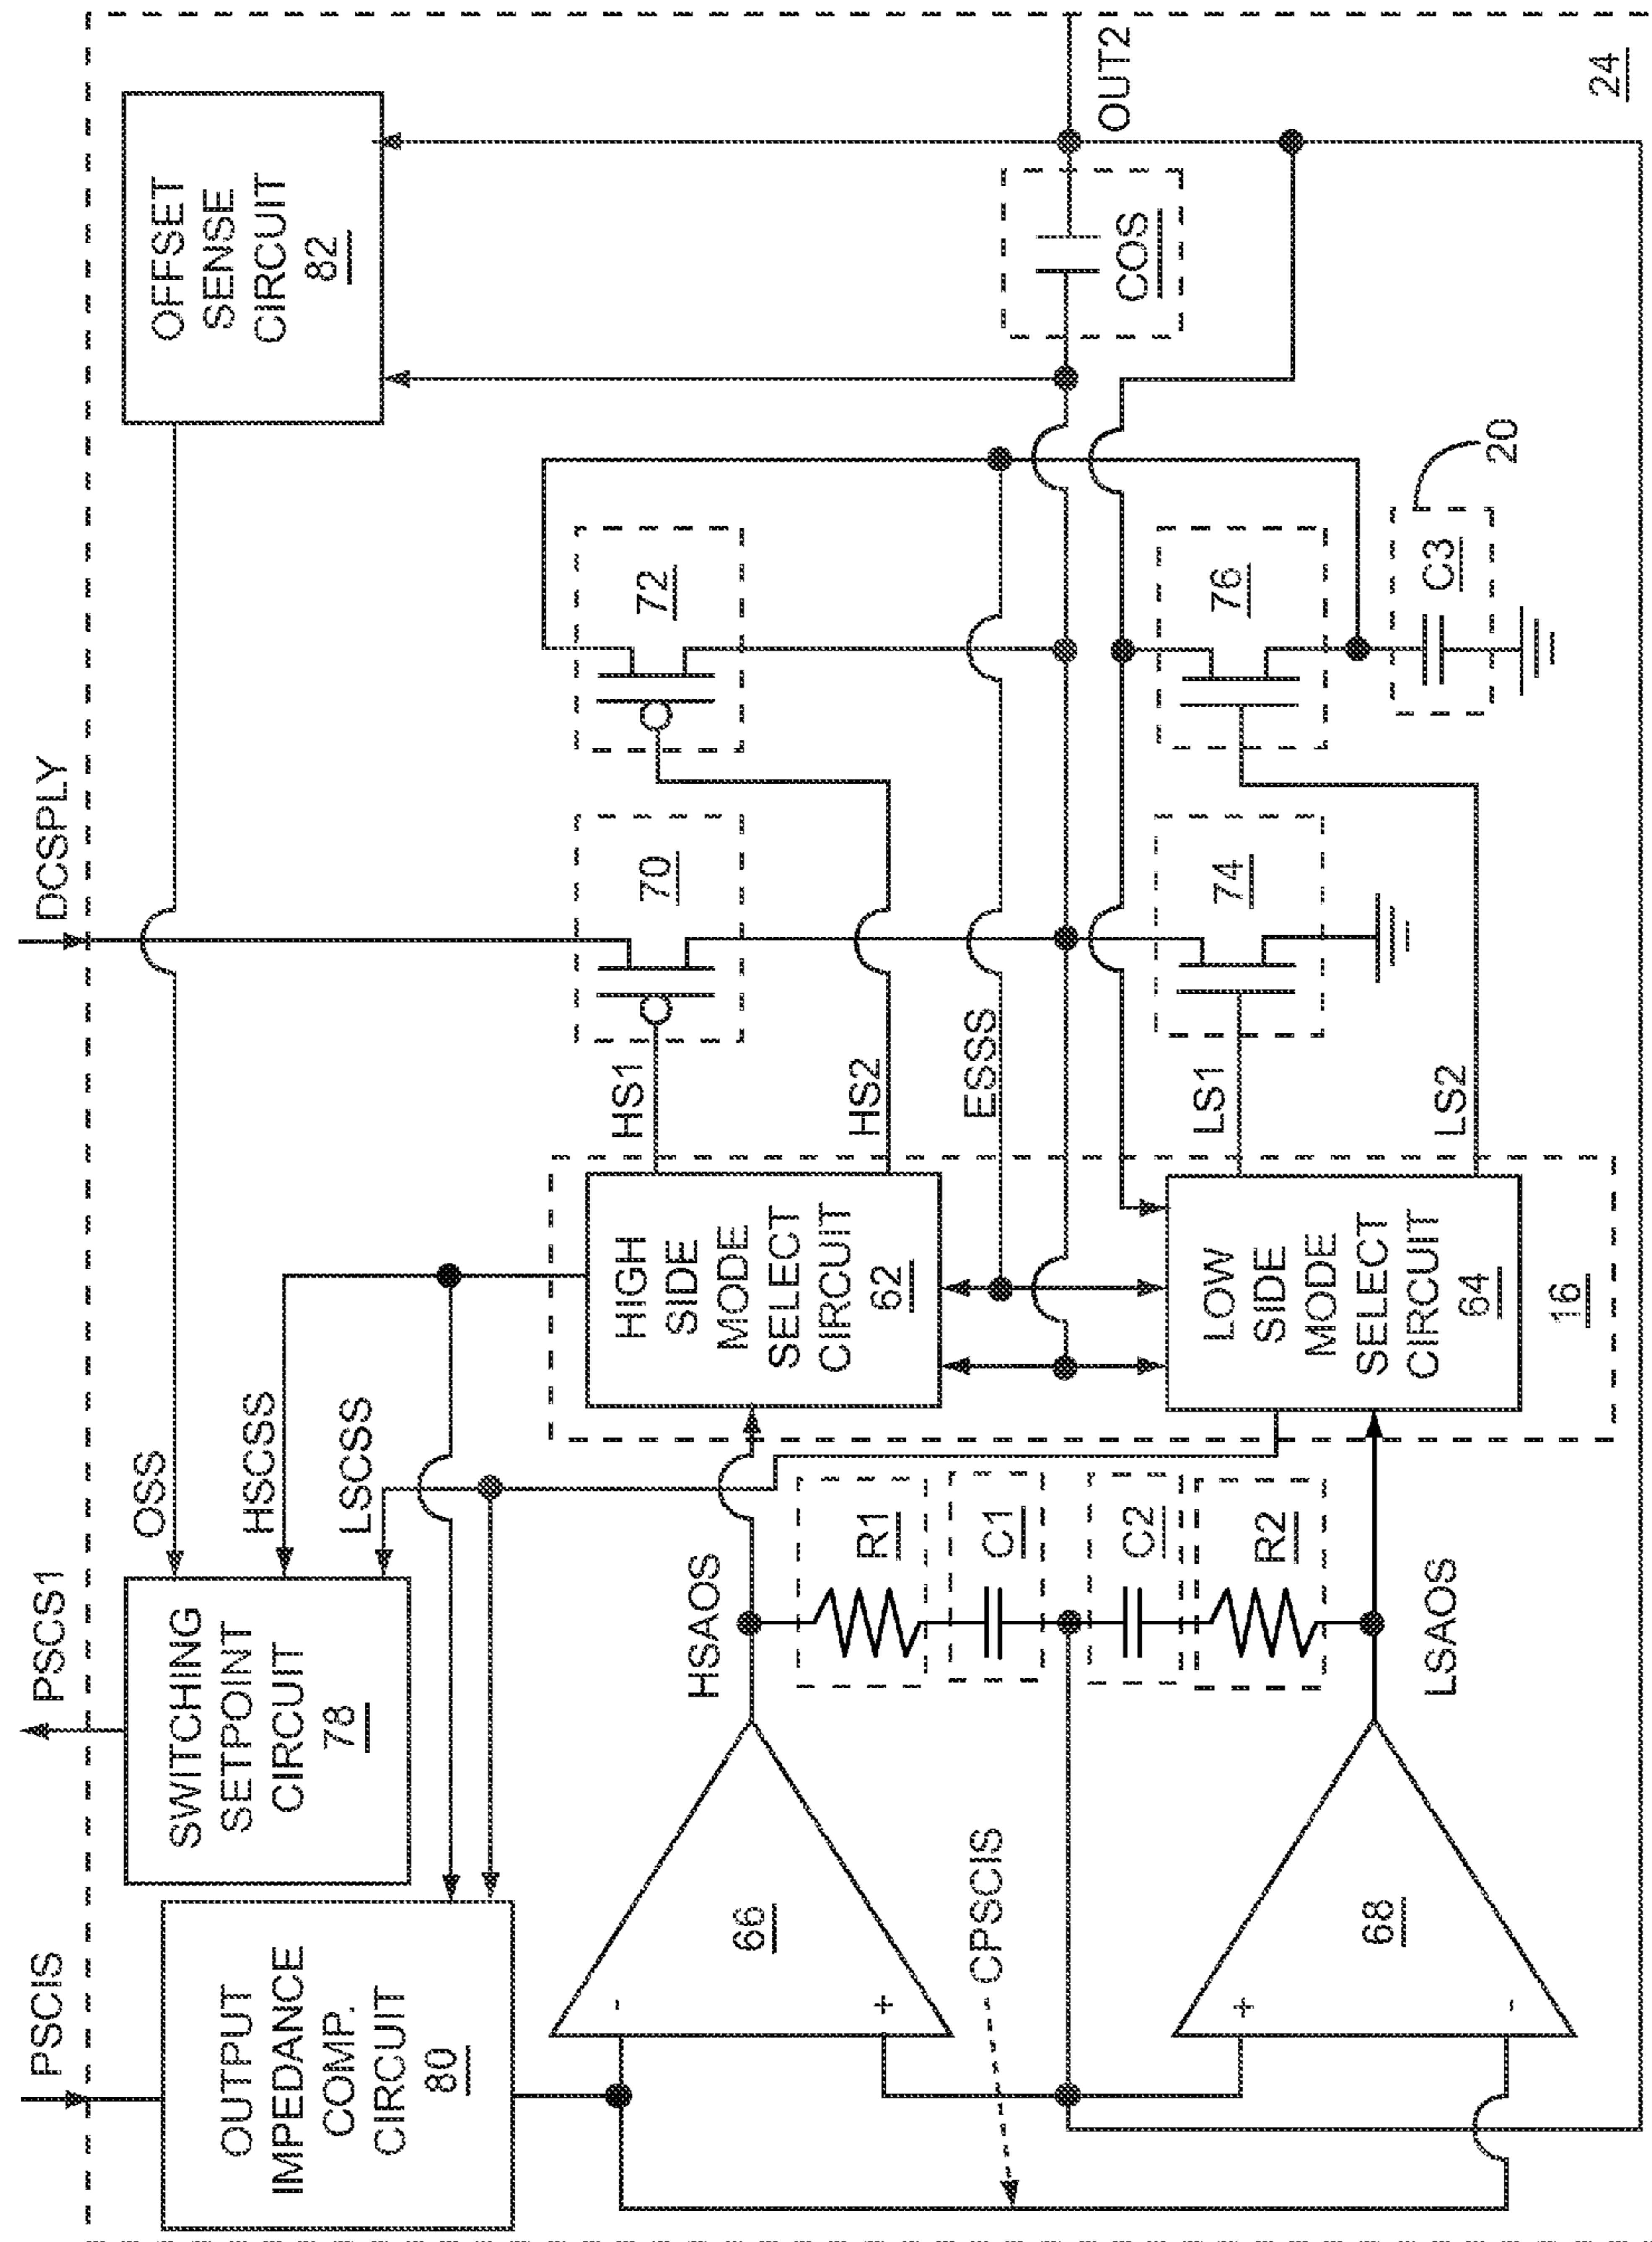 PSCIS
PSCS1
DCSPLY
OUTPUT
IMPEDANCE
COMP.
CIRCUIT
80
SWITCHING
SETPOINT
CIRCUIT
78
OSS
HSCSS
LSCSS
OFFSET
SENSE
CIRCUIT
82
66
-
+
HSAOS
HIGH
SIDE
MODE
SELECT
CIRCUIT
62
HS1
HS2
70
72
R1
C1
C2
R2
CPSCIS
ESSS
COS
OUT2
68
+
-
LSAOS
LOW
SIDE
MODE
SELECT
CIRCUIT
64
16
LS1
LS2
74
76
C3
20
24